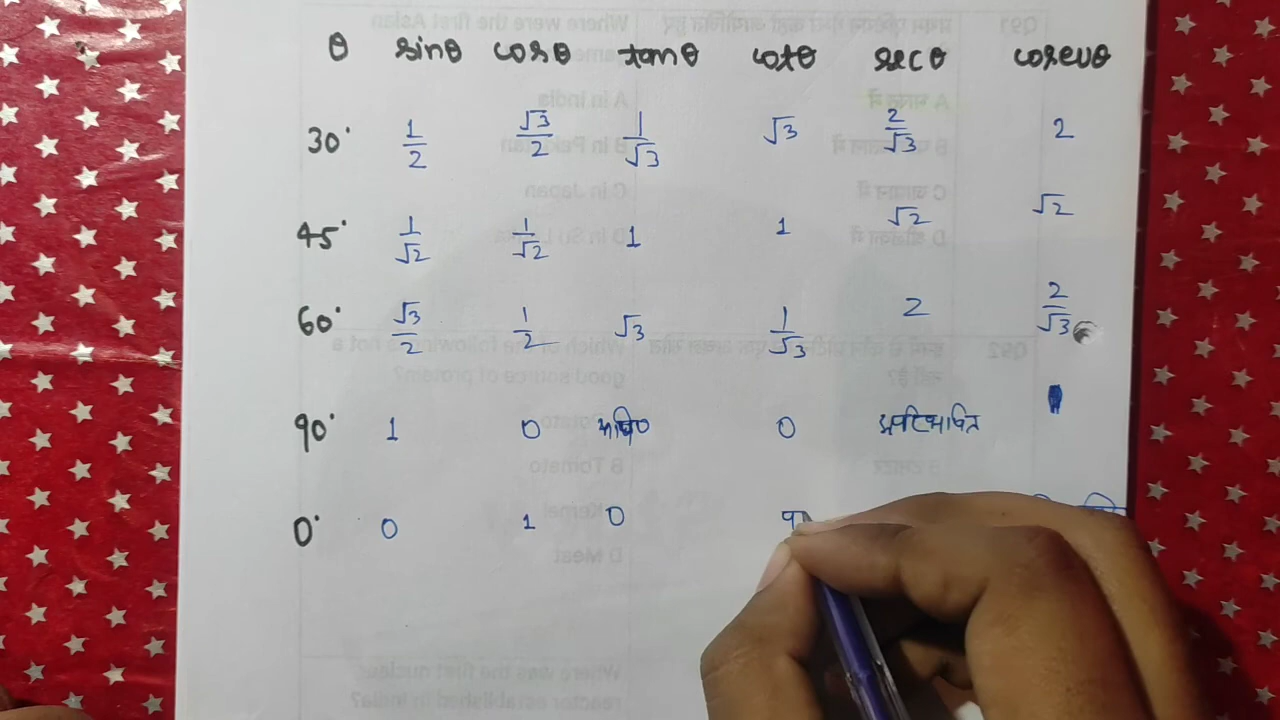 θ sinθ cosθ tanθ cotθ secθ cosecθ
30° 1/2 √3/2 1/√3 √3 2/√3 2
45° 1/√2 1/√2 1 1 √2 √2
60° √3/2 1/2 √3 1/√3 2 2/√3
90° 1 0 0
0° 0 1 0